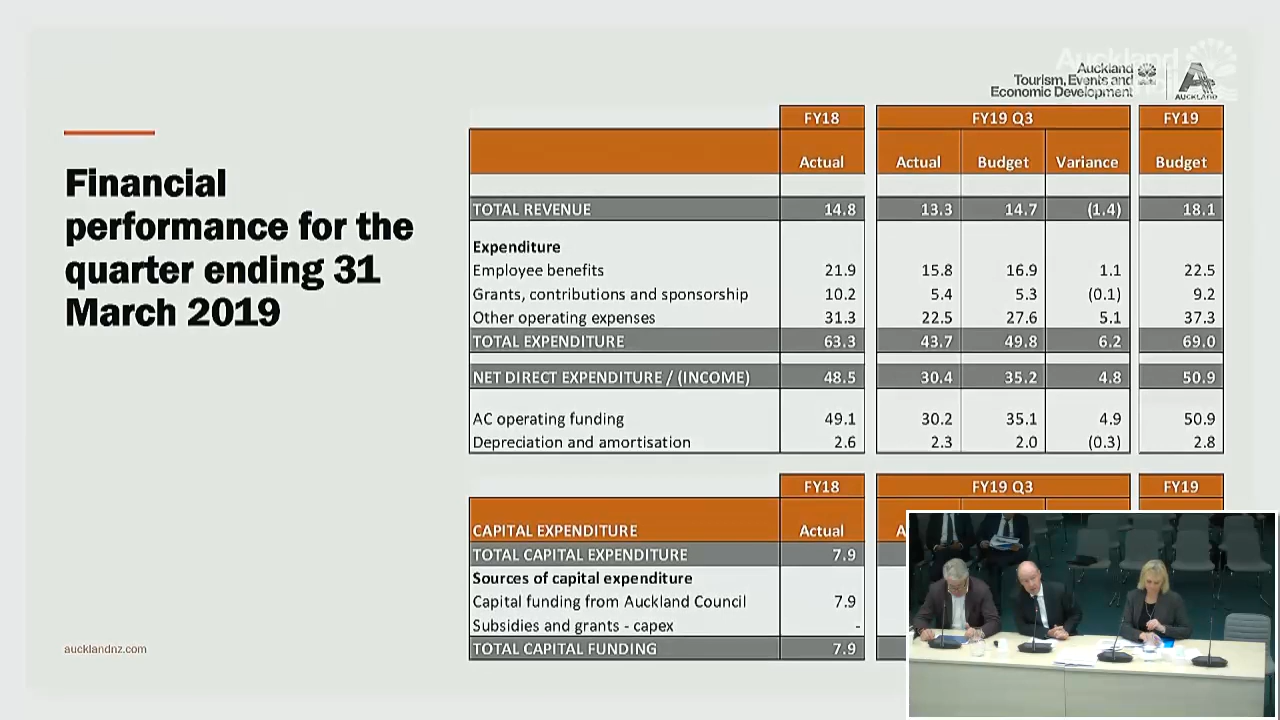 Auckland
Auckland
Tourism, Events and
Economic Development
AUCKLAND
Financial
performance for the
quarter ending 31
March 2019
FY18 FY19 Q3 FY19
Actual Actual Budget Variance Budget
TOTAL REVENUE 14.8 13.3 14.7 (1.4) 18.1
Expenditure
Employee benefits 21.9 15.8 16.9 1.1 22.5
Grants, contributions and sponsorship 10.2 5.4 5.3 (0.1) 9.2
Other operating expenses 31.3 22.5 27.6 5.1 37.3
TOTAL EXPENDITURE 63.3 43.7 49.8 6.2 69.0
NET DIRECT EXPENDITURE / (INCOME) 48.5 30.4 35.2 4.8 50.9
AC operating funding 49.1 30.2 35.1 4.9 50.9
Depreciation and amortisation 2.6 2.3 2.0 (0.3) 2.8
FY18 FY19 Q3 FY19
CAPITAL EXPENDITURE Actual
TOTAL CAPITAL EXPENDITURE 7.9
Sources of capital expenditure
Capital funding from Auckland Council 7.9
Subsidies and grants - capex -
TOTAL CAPITAL FUNDING 7.9
aucklandnz.com